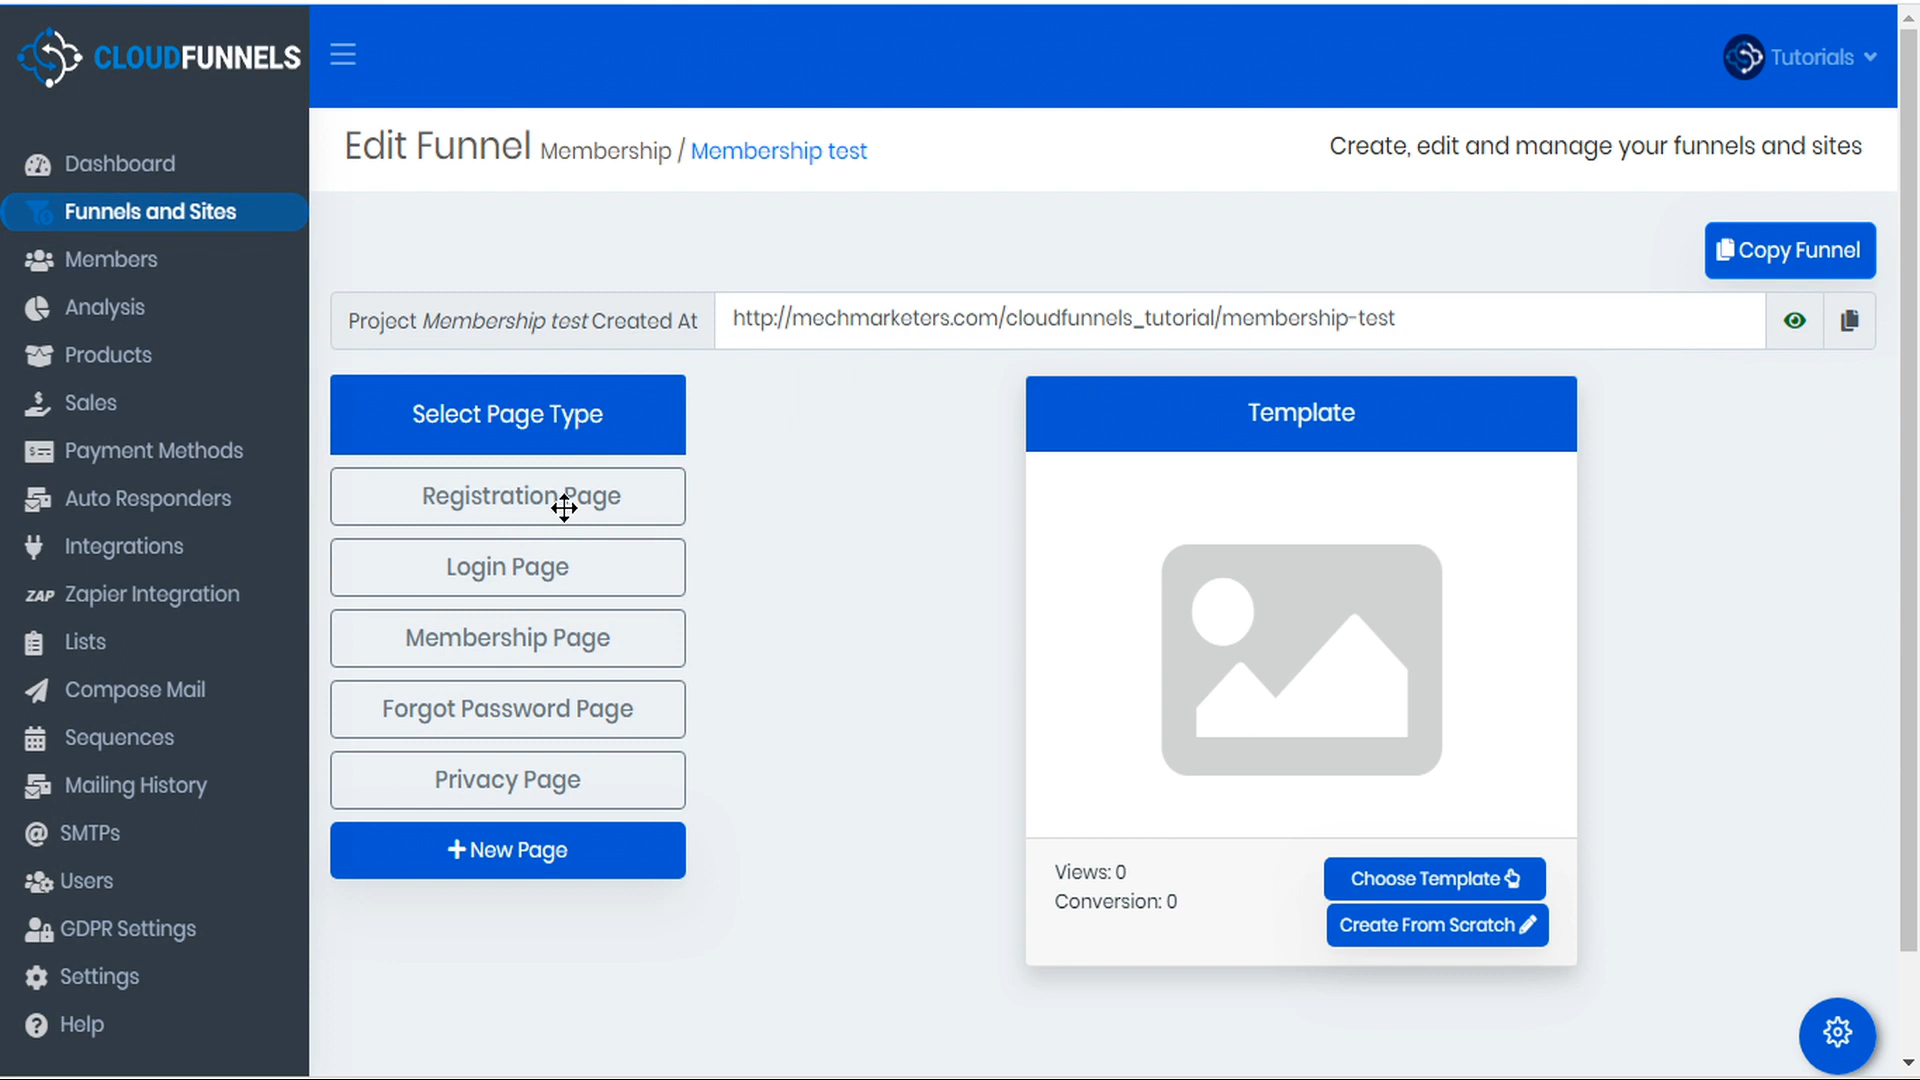 CLOUDFUNNELS
Tutorials
Dashboard
Funnels and Sites
Members
Analysis
Products
Sales
Payment Methods
Auto Responders
Integrations
ZAP Zapier Integration
Lists
Compose Mail
Sequences
Mailing History
SMTPs
Users
GDPR Settings
Settings
Help
Edit Funnel Membership / Membership test
Create, edit and manage your funnels and sites
Copy Funnel
Project Membership test Created At
http://mechmarketers.com/cloudfunnels_tutorial/membership-test
Select Page Type
Registration Page
Login Page
Membership Page
Forgot Password Page
Privacy Page
New Page
Template
Views: 0
Conversion: 0
Choose Template
Create From Scratch